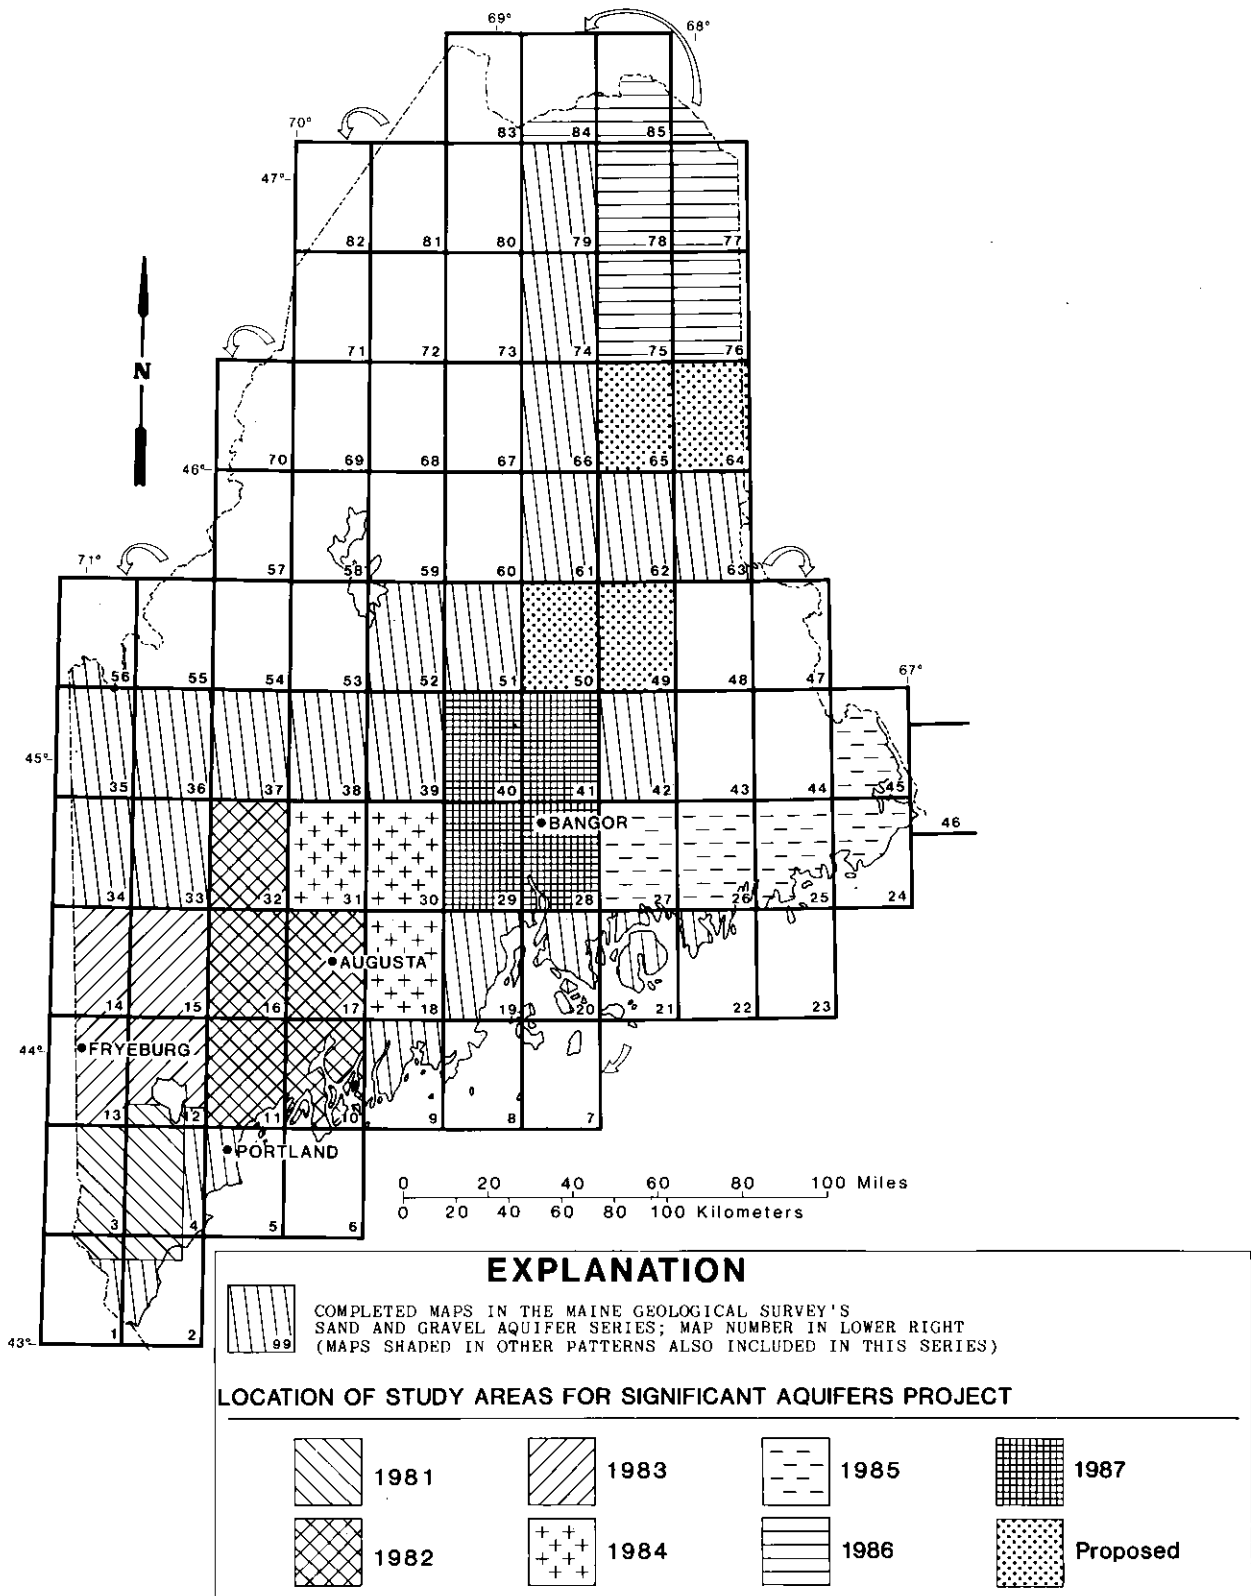 69°
68°
83 84 85
70°
47°
82 81 80 79 78 77
N
71 72 73 74 75 76
46°
70 69 68 67 66 65 64
71°
57 58 59 60 61 62 63
56 55 54 53 52 51 50 49 48 47
67°
45°
35 36 37 38 39 40 41 42 43 44 45
BANGOR
46
34 33 32 31 30 29 28 27 26 25 24
AUGUSTA
14 15 16 17 18 19 20 21 22 23
44°
FRYEBURG
13 12 11 10 9 8 7
PORTLAND
0 20 40 60 80 100 Miles
0 20 40 60 80 100 Kilometers
3 4 5 6
43°
1 2
EXPLANATION
99
COMPLETED MAPS IN THE MAINE GEOLOGICAL SURVEY'S
SAND AND GRAVEL AQUIFER SERIES; MAP NUMBER IN LOWER RIGHT
(MAPS SHADED IN OTHER PATTERNS ALSO INCLUDED IN THIS SERIES)
LOCATION OF STUDY AREAS FOR SIGNIFICANT AQUIFERS PROJECT
1981 1983 1985 1987
1982 1984 1986 Proposed